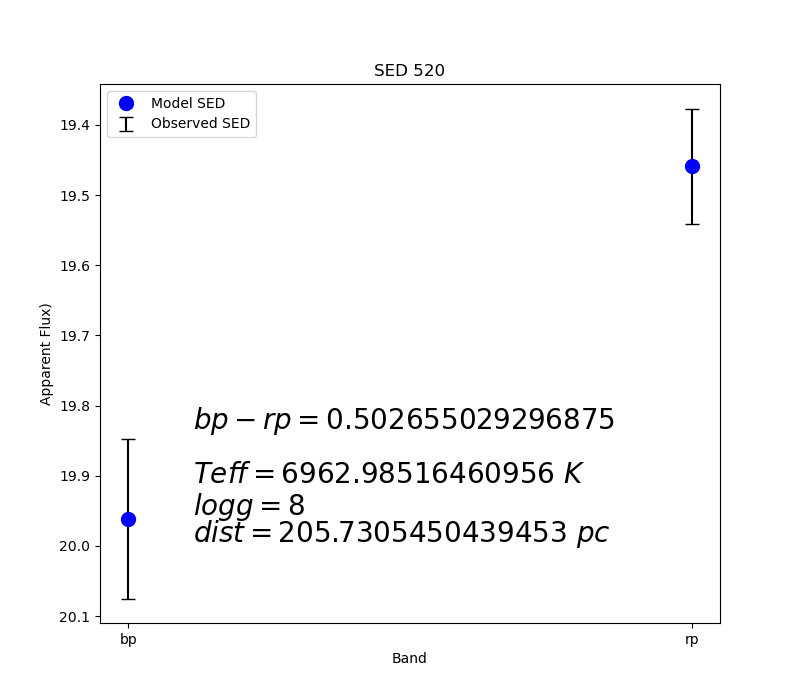 SED 520
Model SED
Observed SED
19.4
19.5
19.6
19.7
19.8
19.9
20.0
20.1
Apparent Flux)
bp − rp = 0.502655029296875
Teff = 6962.98516460956 K
logg = 8
dist = 205.7305450439453 pc
bp
rp
Band